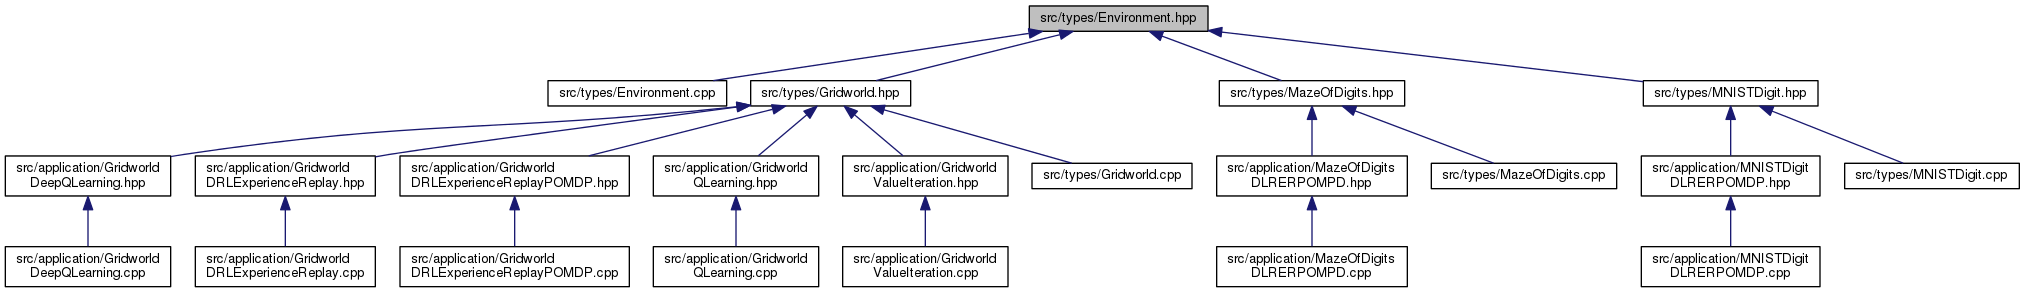 src/types/Environment.hpp
src/types/Environment.cpp
src/types/Gridworld.hpp
src/types/MazeOfDigits.hpp
src/types/MNISTDigit.hpp
src/application/Gridworld
DeepQLearning.hpp
src/application/Gridworld
DRLExperienceReplay.hpp
src/application/Gridworld
DRLExperienceReplayPOMDP.hpp
src/application/Gridworld
QLearning.hpp
src/application/Gridworld
ValueIteration.hpp
src/types/Gridworld.cpp
src/application/MazeOfDigits
DLRERPOMPD.hpp
src/types/MazeOfDigits.cpp
src/application/MNISTDigit
DLRERPOMDP.hpp
src/types/MNISTDigit.cpp
src/application/Gridworld
DeepQLearning.cpp
src/application/Gridworld
DRLExperienceReplay.cpp
src/application/Gridworld
DRLExperienceReplayPOMDP.cpp
src/application/Gridworld
QLearning.cpp
src/application/Gridworld
ValueIteration.cpp
src/application/MazeOfDigits
DLRERPOMPD.cpp
src/application/MNISTDigit
DLRERPOMDP.cpp